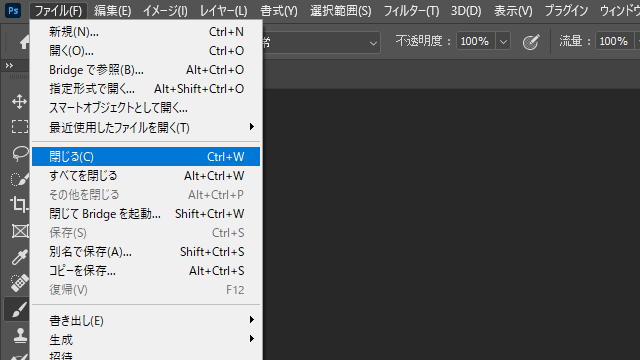 Ps ファイル(F) 編集(E) イメージ(I) レイヤー(L) 書式(Y) 選択範囲(S) フィルター(T) 3D(D) 表示(V) プラグイン ウィンドウ
常 不透明度 : 100% 流量 : 100%
新規(N)... Ctrl+N
開く(O)... Ctrl+O
Bridge で参照(B)... Alt+Ctrl+O
指定形式で開く... Alt+Shift+Ctrl+O
スマートオブジェクトとして開く...
最近使用したファイルを開く(T)
閉じる(C) Ctrl+W
すべてを閉じる Alt+Ctrl+W
その他を閉じる Alt+Ctrl+P
閉じて Bridge を起動... Shift+Ctrl+W
保存(S) Ctrl+S
別名で保存(A)... Shift+Ctrl+S
コピーを保存... Alt+Ctrl+S
復帰(V) F12
書き出し(E)
生成
招待